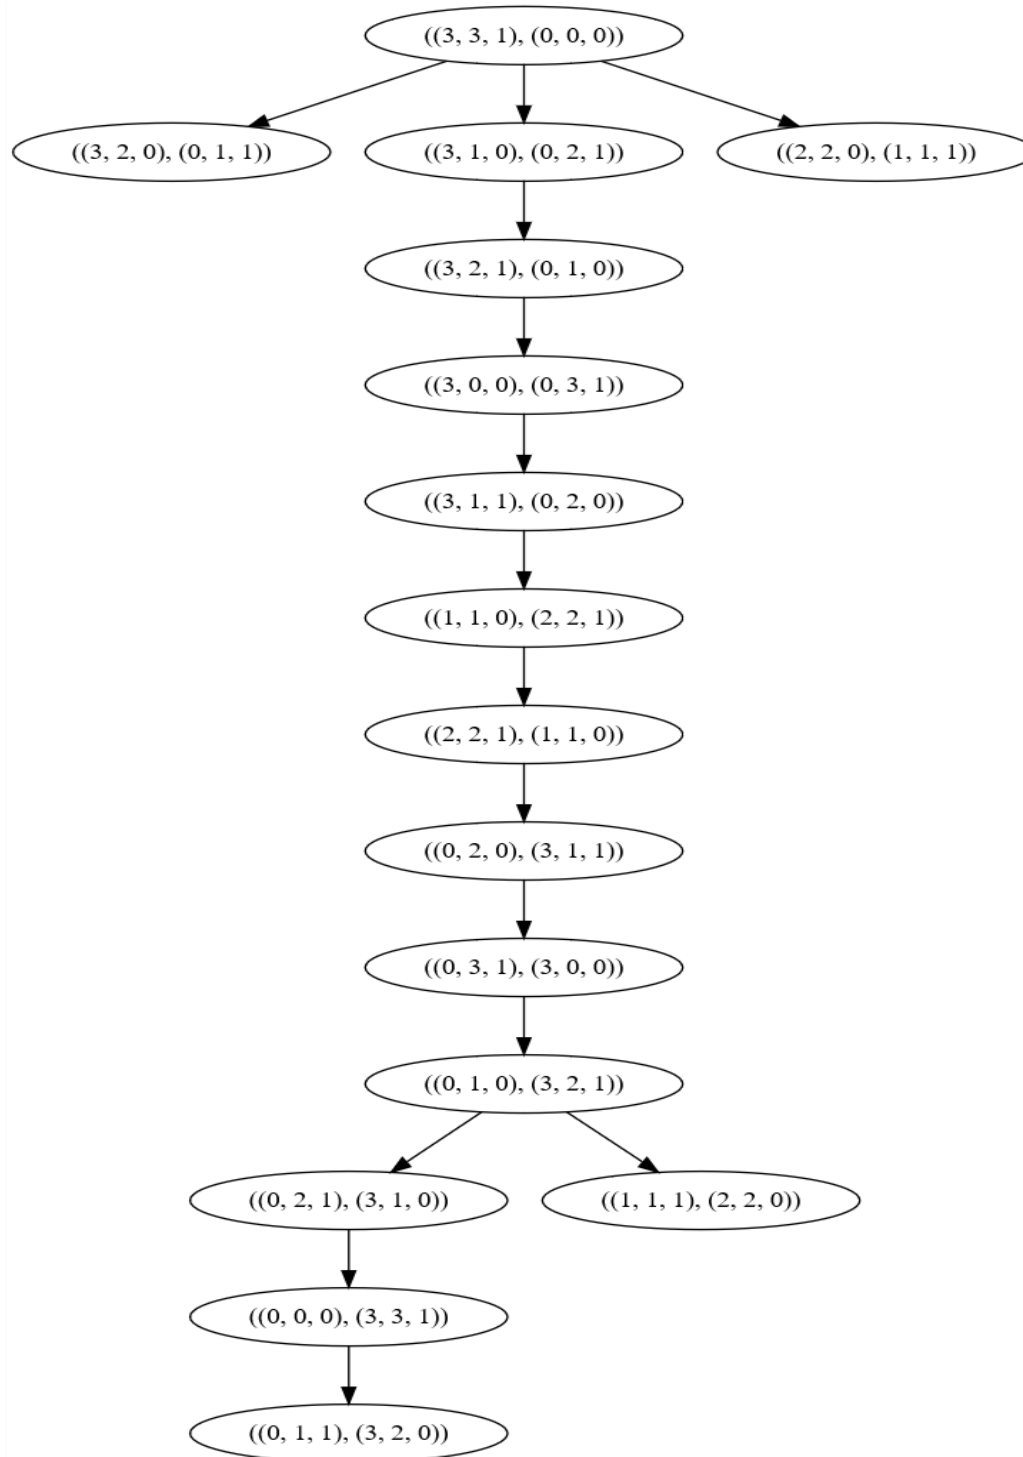 ((3, 3, 1), (0, 0, 0))
((3, 2, 0), (0, 1, 1))
((3, 1, 0), (0, 2, 1))
((2, 2, 0), (1, 1, 1))
((3, 2, 1), (0, 1, 0))
((3, 0, 0), (0, 3, 1))
((3, 1, 1), (0, 2, 0))
((1, 1, 0), (2, 2, 1))
((2, 2, 1), (1, 1, 0))
((0, 2, 0), (3, 1, 1))
((0, 3, 1), (3, 0, 0))
((0, 1, 0), (3, 2, 1))
((0, 2, 1), (3, 1, 0))
((1, 1, 1), (2, 2, 0))
((0, 0, 0), (3, 3, 1))
((0, 1, 1), (3, 2, 0))